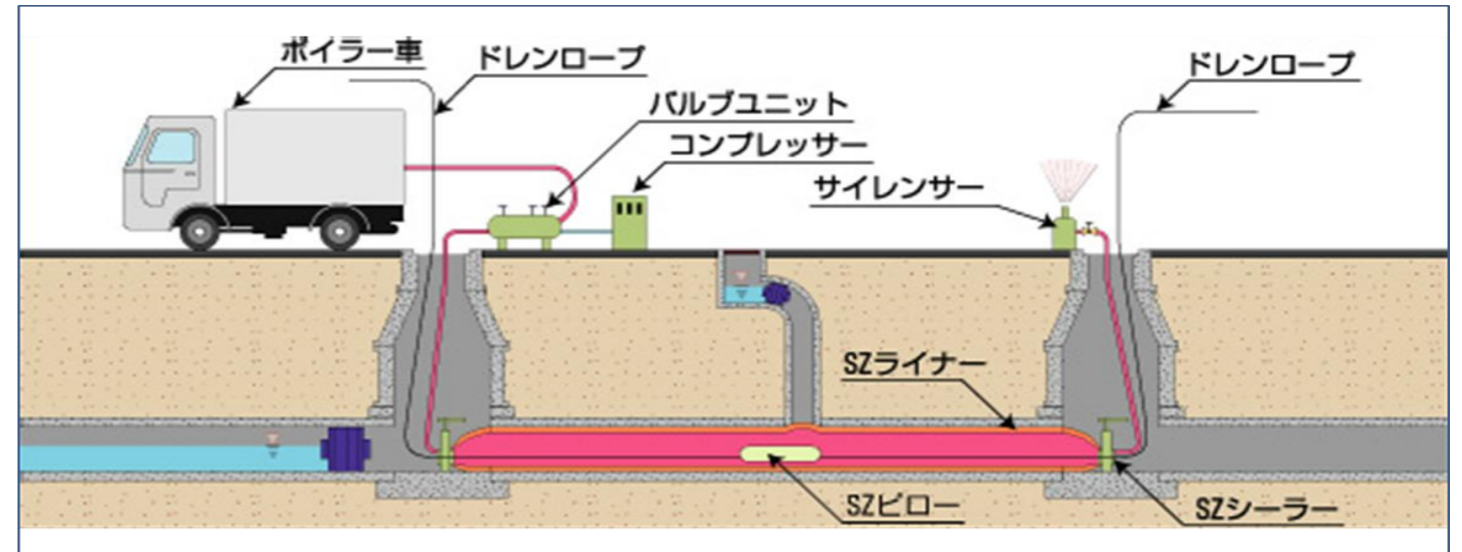 ボイラー車
ドレンロープ
ドレンロープ
バルブユニット
コンプレッサー
サイレンサー
SZライナー
SZピロー
SZシーラー